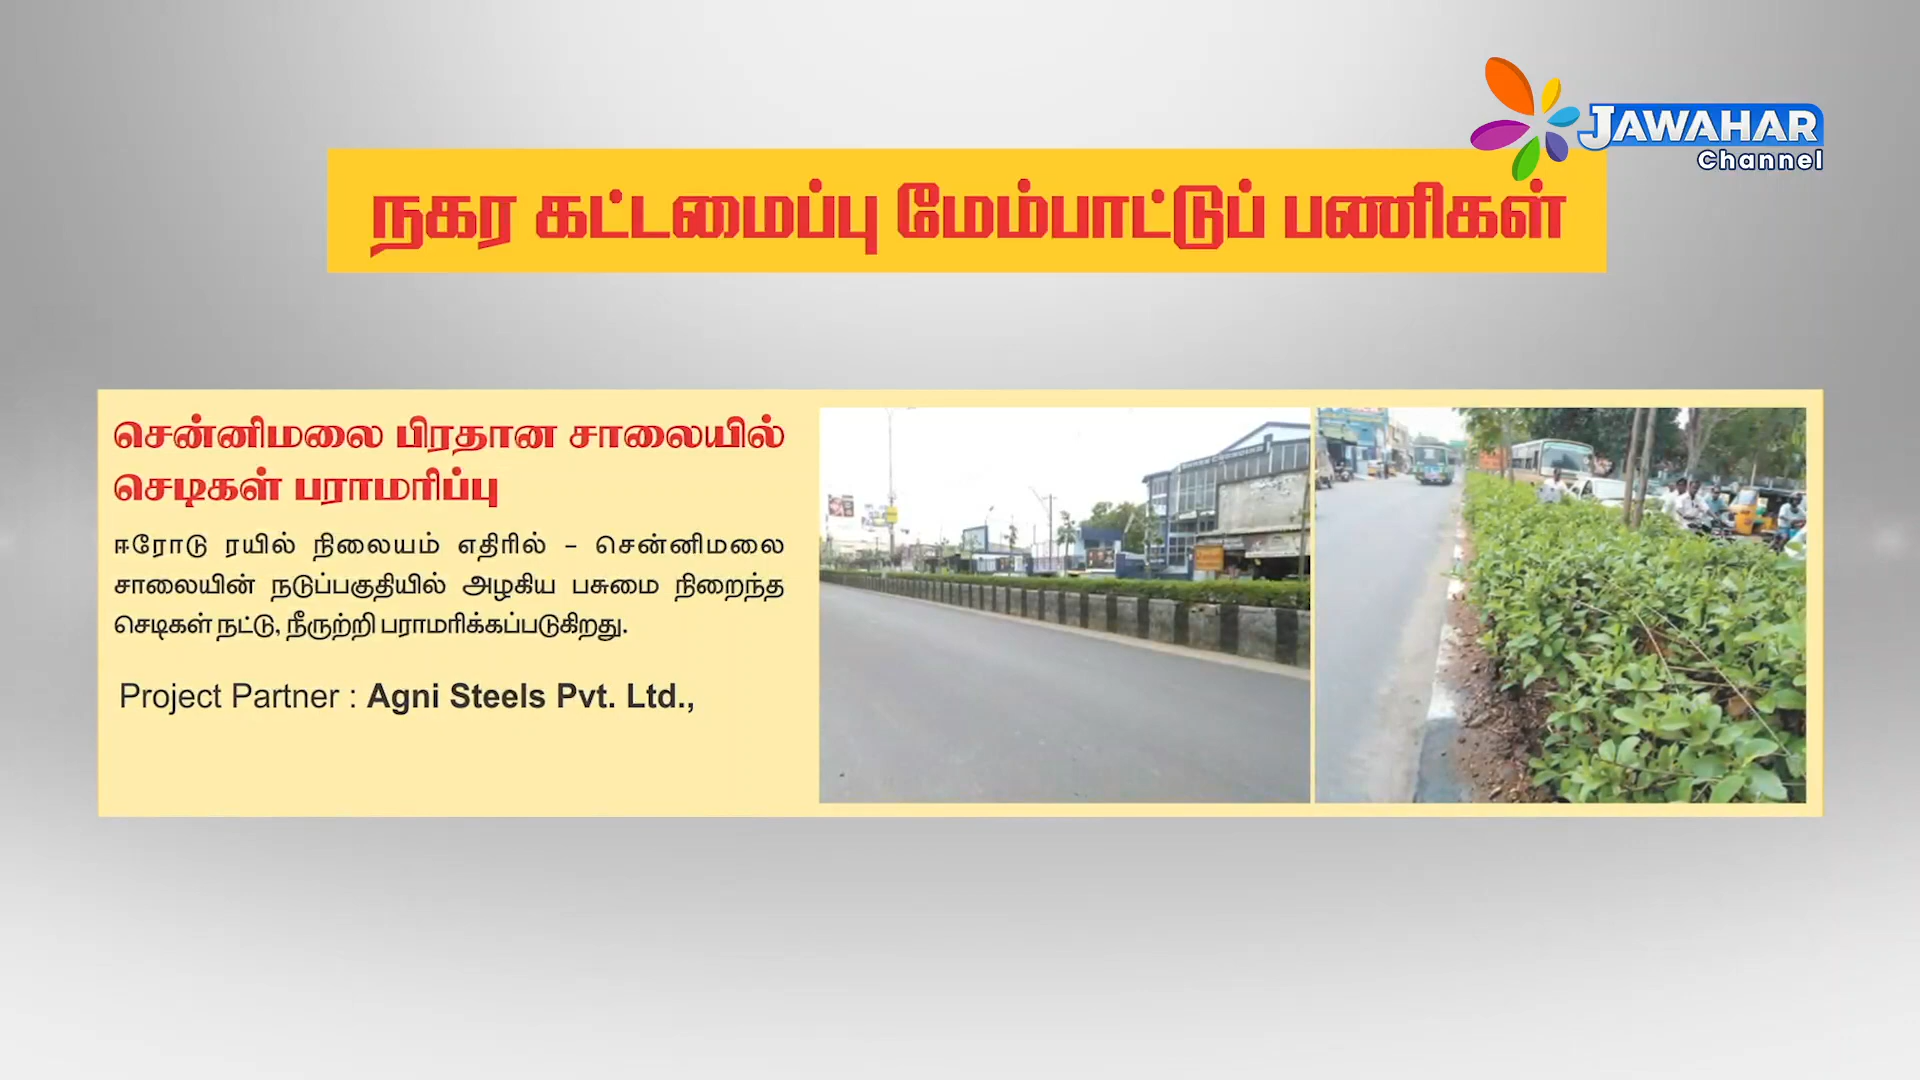 JAWAHAR
Channel
நகர கட்டமைப்பு மேம்பாட்டுப் பணிகள்
சென்னிமலை பிரதான சாலையில்
செடிகள் பராமரிப்பு
ஈரோடு ரயில் நிலையம் எதிரில் – சென்னிமலை
சாலையின் நடுப்பகுதியில் அழகிய பசுமை நிறைந்த
செடிகள் நட்டு, நீருற்றி பராமரிக்கப்படுகிறது.
Project Partner : Agni Steels Pvt. Ltd.,